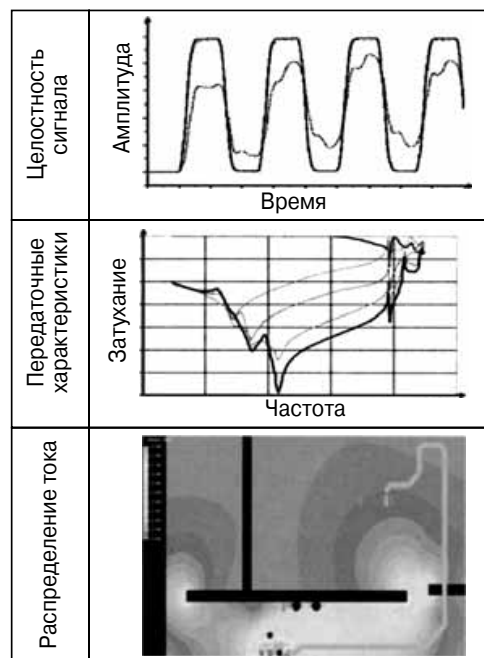 Целостность
сигнала
Амплитуда
Время
Передаточные
характеристики
Затухание
Частота
Распределение тока